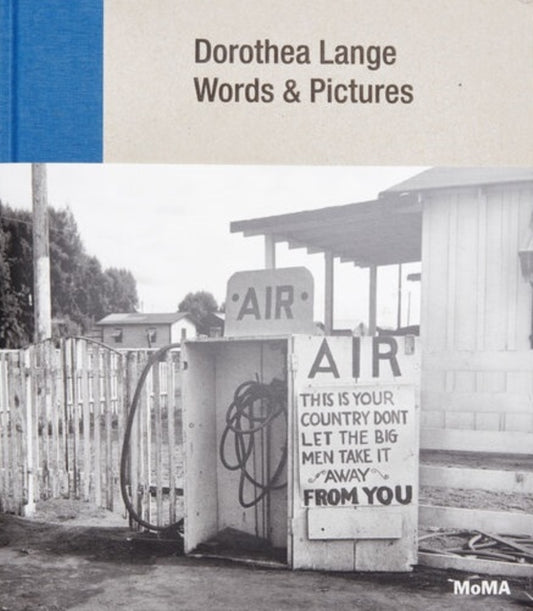 Dorothea Lange
Words & Pictures
AIR
AIR
THIS IS YOUR
COUNTRY DONT
LET THE BIG
MEN TAKE IT
AWAY
FROM YOU
MoMA